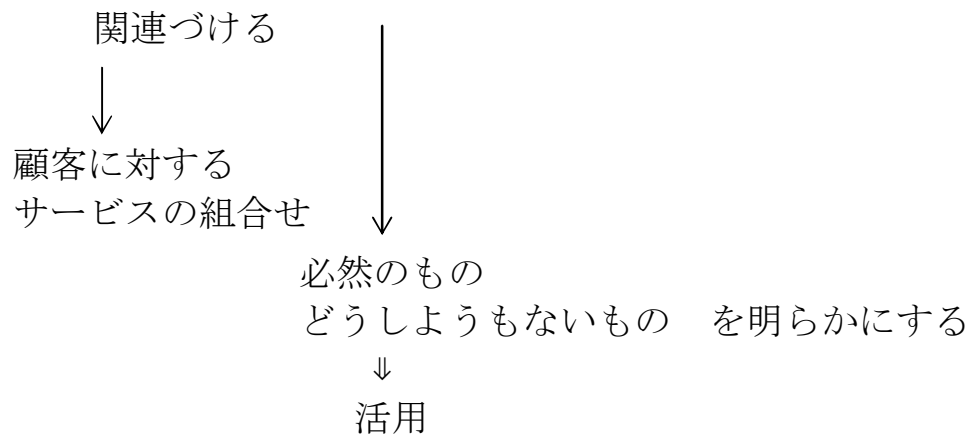 関連づける
顧客に対する
サービスの組合せ
必然のもの
どうしようもないもの　を明らかにする
⇓
活用